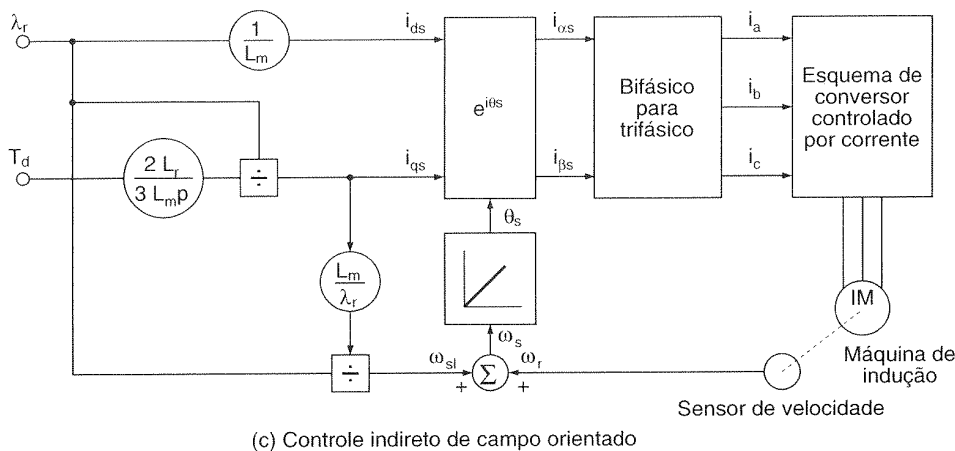 λr
1
Lm
ids
iαs
ia
Td
2 Lr
3 Lmp
÷
iqs
e^iθs
iβs
Bifásico
para
trifásico
ib
ic
Esquema de
conversor
controlado
por corrente
θs
Lm
λr
÷
ωsl
+
ωs
Σ
ωr
+
IM
Máquina de
indução
Sensor de velocidade
(c) Controle indireto de campo orientado